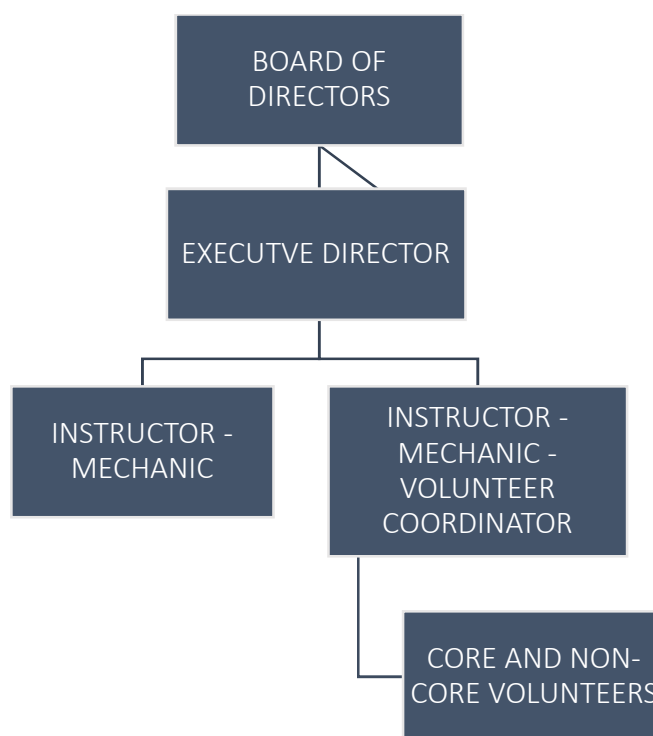 BOARD OF
DIRECTORS
EXECUTVE DIRECTOR
INSTRUCTOR -
MECHANIC
INSTRUCTOR -
MECHANIC -
VOLUNTEER
COORDINATOR
CORE AND NON-
CORE VOLUNTEERS